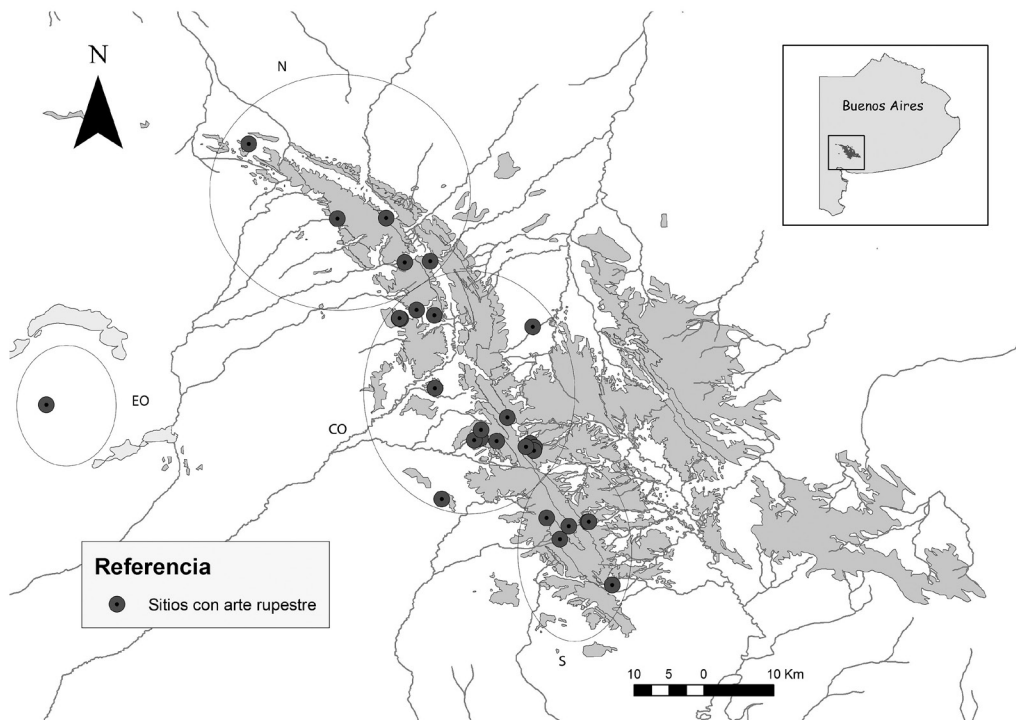 N
N
Buenos Aires
EO
CO
Referencia
Sitios con arte rupestre
S
10 5 0 10 Km